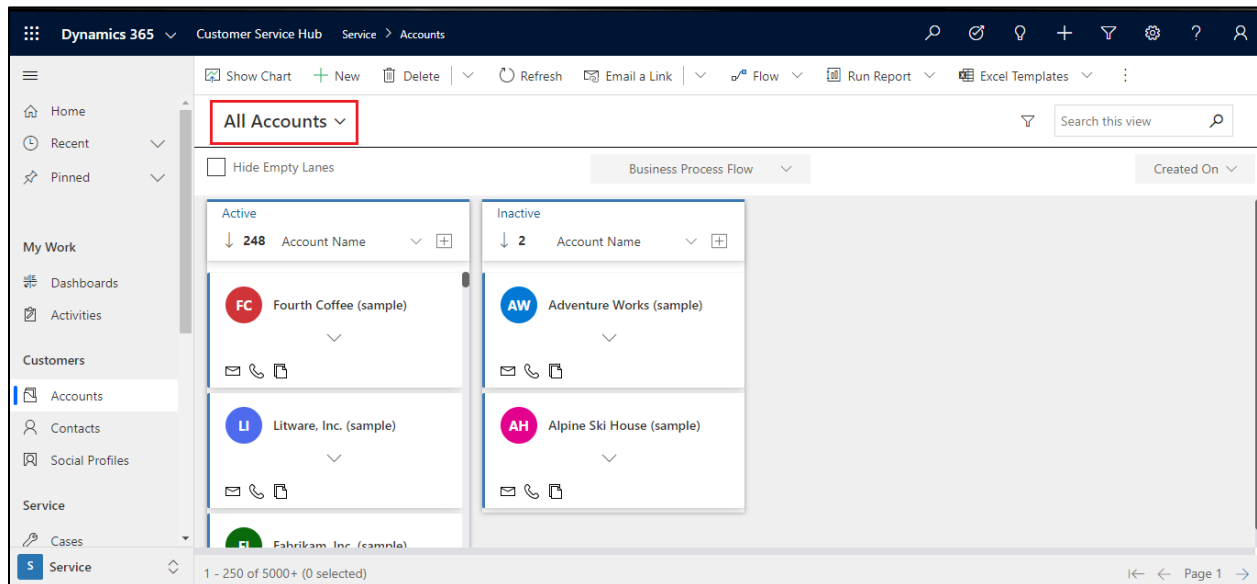 Dynamics 365 Customer Service Hub Service > Accounts
Show Chart New Delete Refresh Email a Link Flow Run Report Excel Templates
Home
Recent
Pinned
My Work
Dashboards
Activities
Customers
Accounts
Contacts
Social Profiles
Service
Cases
S Service
All Accounts
Search this view
Hide Empty Lanes
Business Process Flow
Created On
Active
248 Account Name
FC Fourth Coffee (sample)
LI Litware, Inc. (sample)
FI Fabrikam, Inc. (sample)
Inactive
2 Account Name
AW Adventure Works (sample)
AH Alpine Ski House (sample)
1 - 250 of 5000+ (0 selected)
Page 1